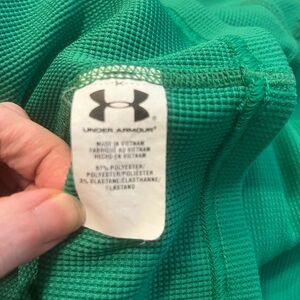 UNDER ARMOUR
MADE IN VIETNAM
FABRIQUÉ AU VIETNAM
HECHO EN VIETNAM
97% POLYESTER/
POLYESTER/POLIÉSTER
3% ELASTANE/ÉLASTHANNE/
ELASTANO